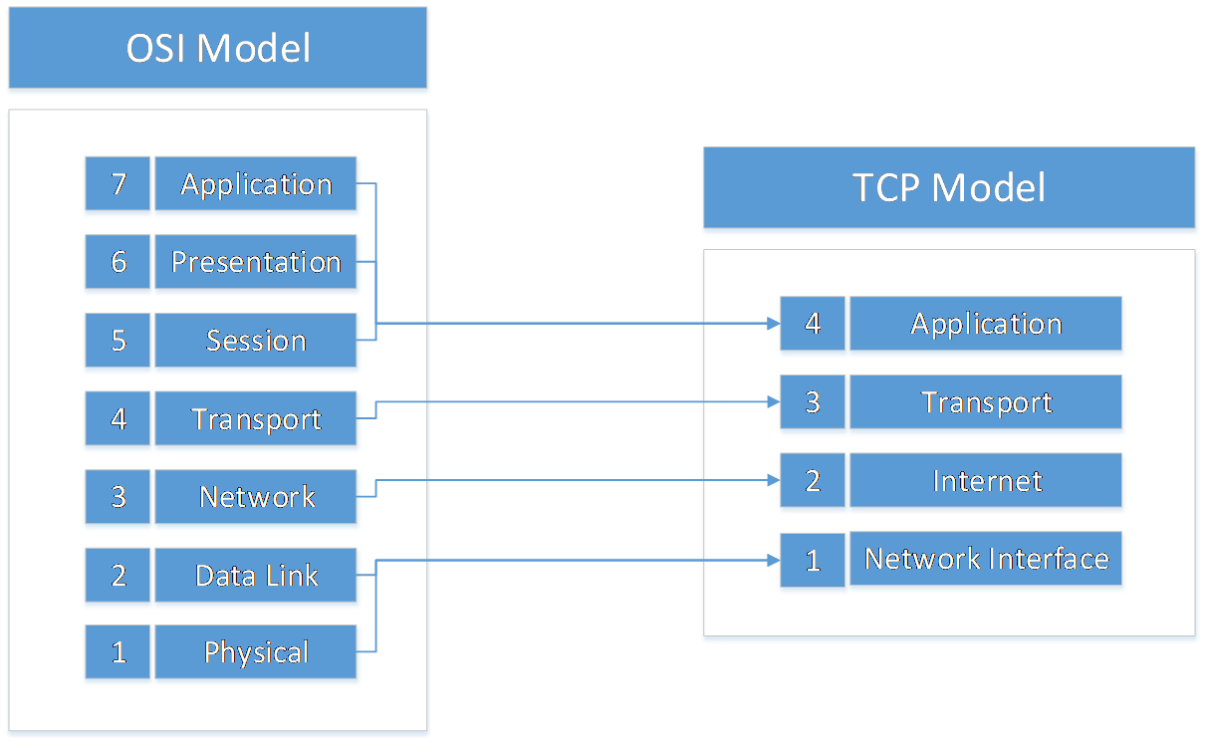 OSI Model
7 Application
6 Presentation
5 Session
4 Transport
3 Network
2 Data Link
1 Physical
TCP Model
4 Application
3 Transport
2 Internet
1 Network Interface